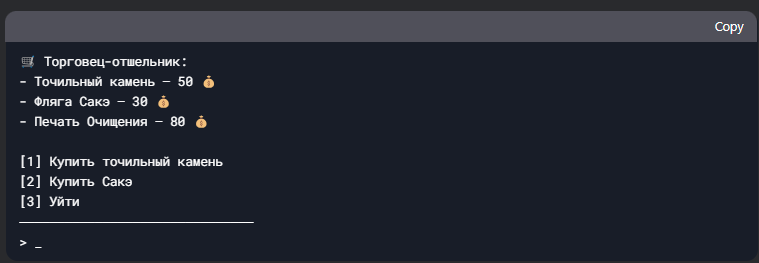 Copy
🛒 Торговец-отшельник:
- Точильный камень — 50 💰
- Фляга Сакэ — 30 💰
- Печать Очищения — 80 💰
[1] Купить точильный камень
[2] Купить Сакэ
[3] Уйти
──────────────────────────
> _